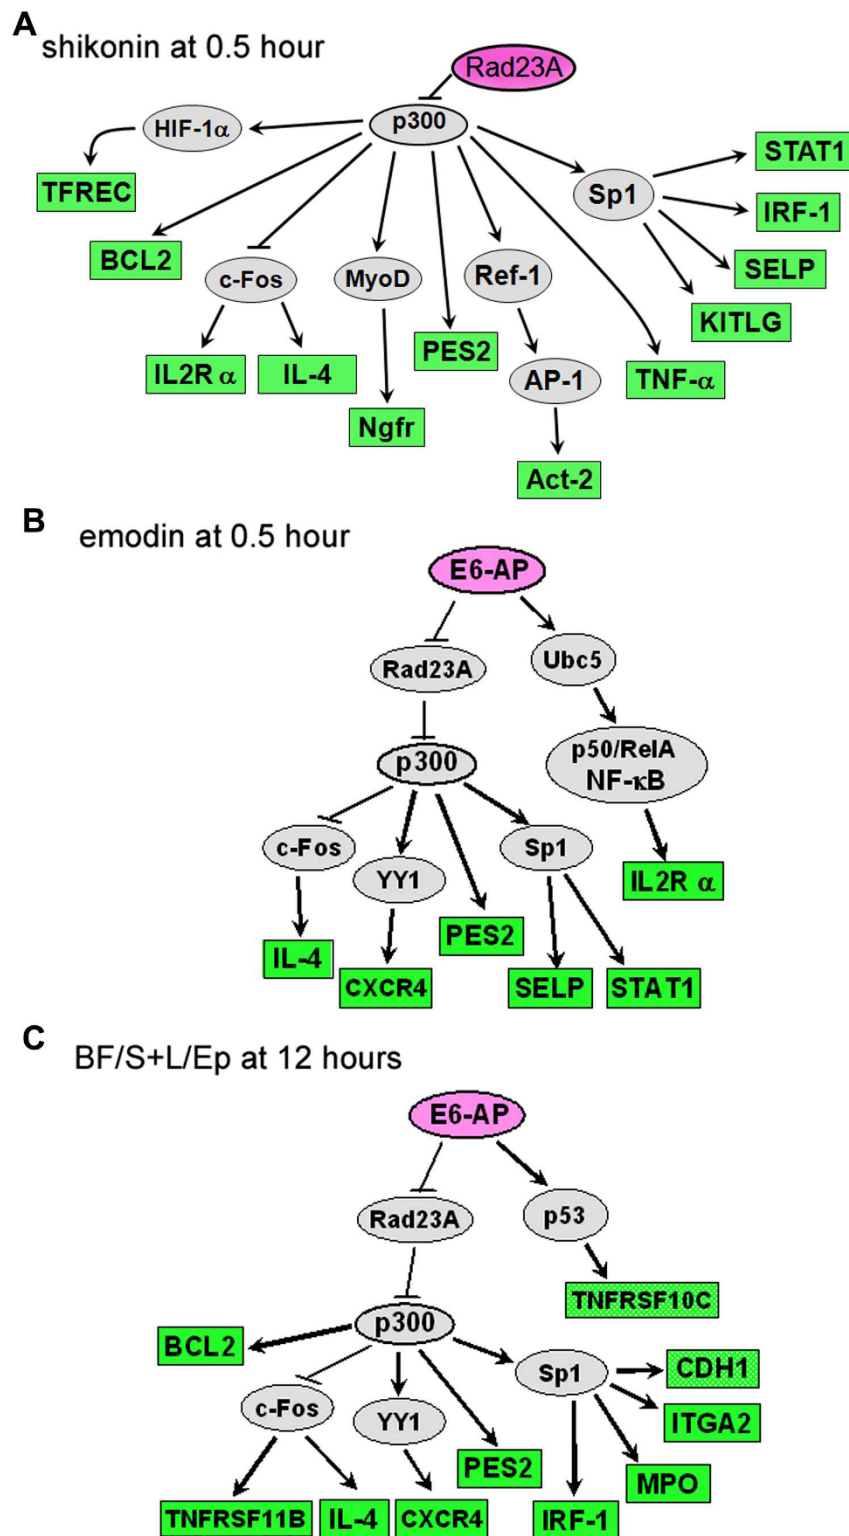 A
shikonin at 0.5 hour
Rad23A
HIF-1α
p300
TFREC
Sp1
STAT1
IRF-1
BCL2
c-Fos
MyoD
Ref-1
SELP
KITLG
IL2R α
IL-4
PES2
AP-1
TNF-α
Ngfr
Act-2
B
emodin at 0.5 hour
E6-AP
Rad23A
Ubc5
p50/RelA
NF-κB
p300
c-Fos
YY1
Sp1
IL2R α
IL-4
CXCR4
PES2
SELP
STAT1
C
BF/S+L/Ep at 12 hours
E6-AP
Rad23A
p53
TNFRSF10C
p300
BCL2
Sp1
CDH1
c-Fos
YY1
ITGA2
PES2
MPO
TNFRSF11B
IL-4
CXCR4
IRF-1